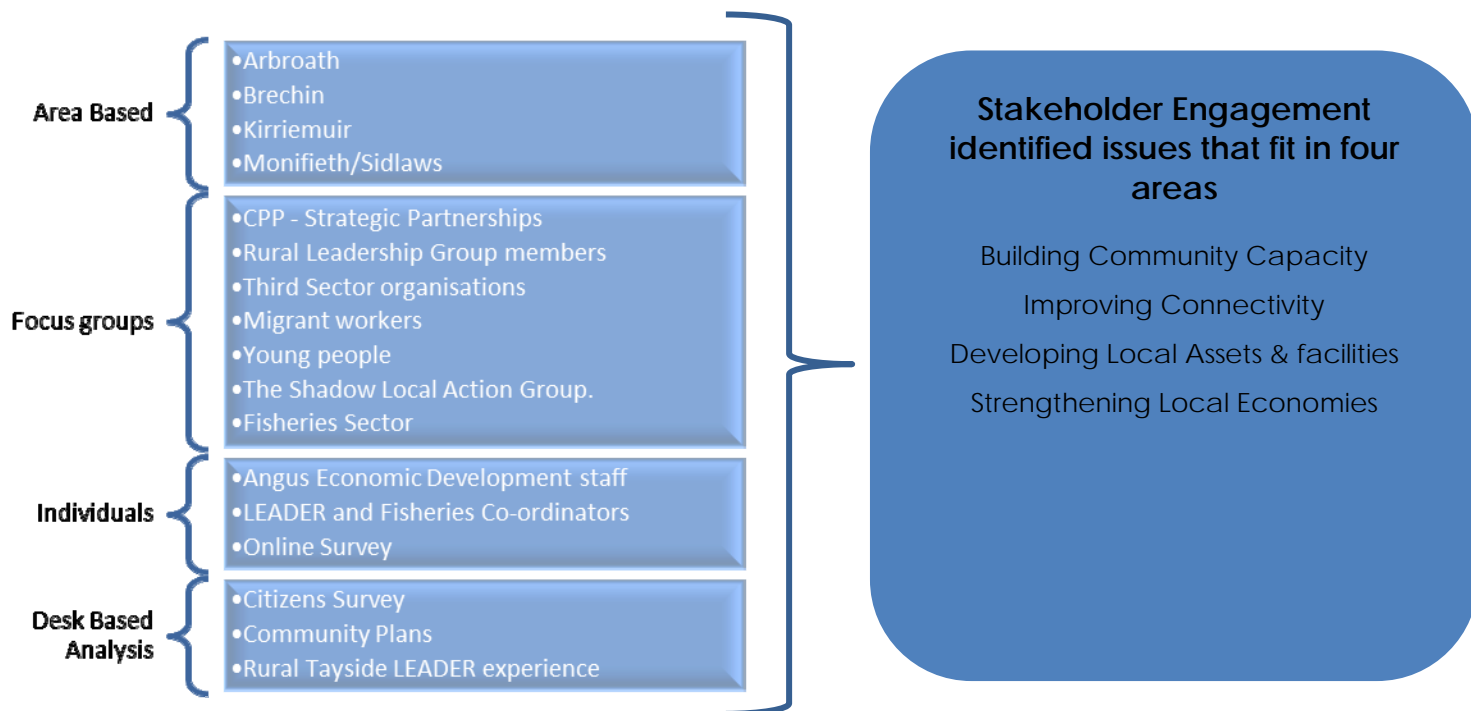 Area Based
•Arbroath
•Brechin
•Kirriemuir
•Monifieth/Sidlaws
Focus groups
•CPP - Strategic Partnerships
•Rural Leadership Group members
•Third Sector organisations
•Migrant workers
•Young people
•The Shadow Local Action Group.
•Fisheries Sector
Individuals
•Angus Economic Development staff
•LEADER and Fisheries Co-ordinators
•Online Survey
Desk Based
Analysis
•Citizens Survey
•Community Plans
•Rural Tayside LEADER experience
Stakeholder Engagement
identified issues that fit in four
areas
Building Community Capacity
Improving Connectivity
Developing Local Assets & facilities
Strengthening Local Economies